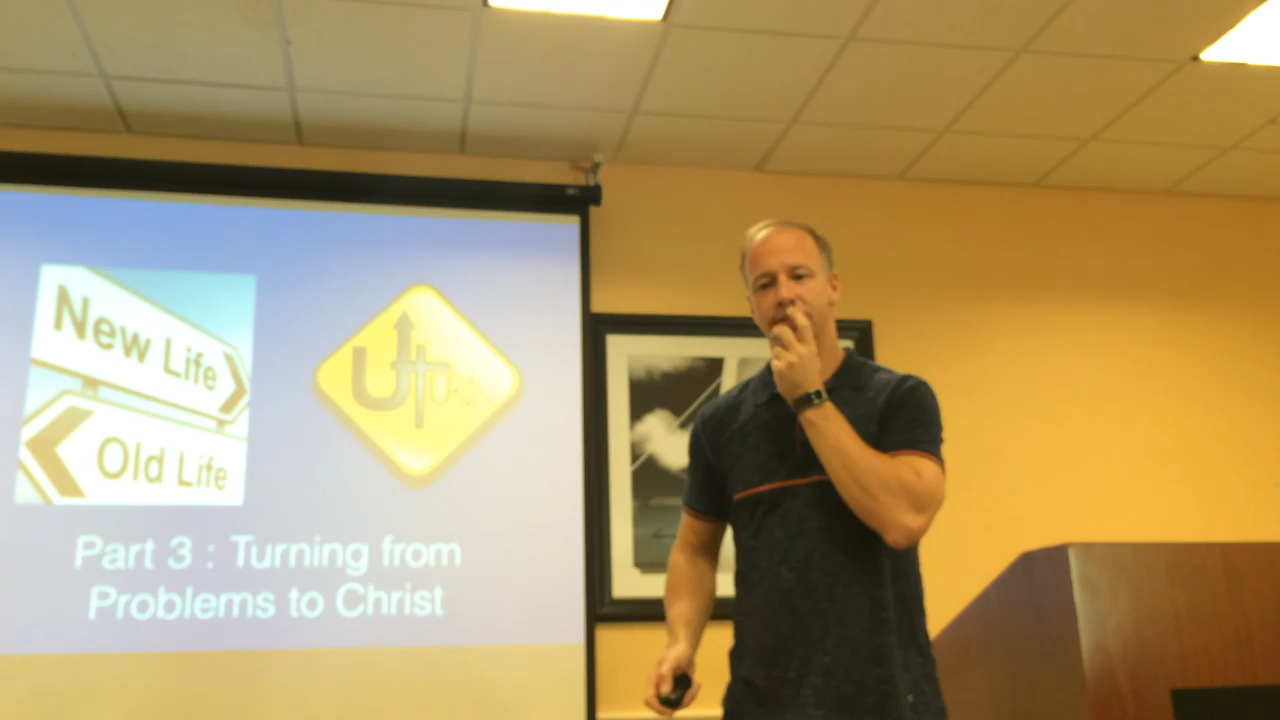 New Life
Old Life
Part 3 : Turning from
Problems to Christ